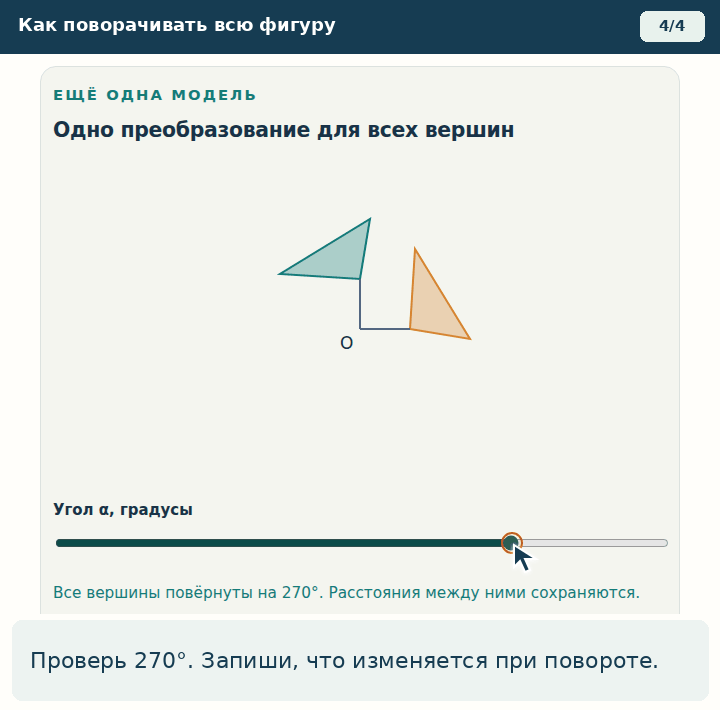 Как поворачивать всю фигуру
4/4
ЕЩЁ ОДНА МОДЕЛЬ
Одно преобразование для всех вершин
O
Угол α, градусы
Все вершины повёрнуты на 270°. Расстояния между ними сохраняются.
Проверь 270°. Запиши, что изменяется при повороте.